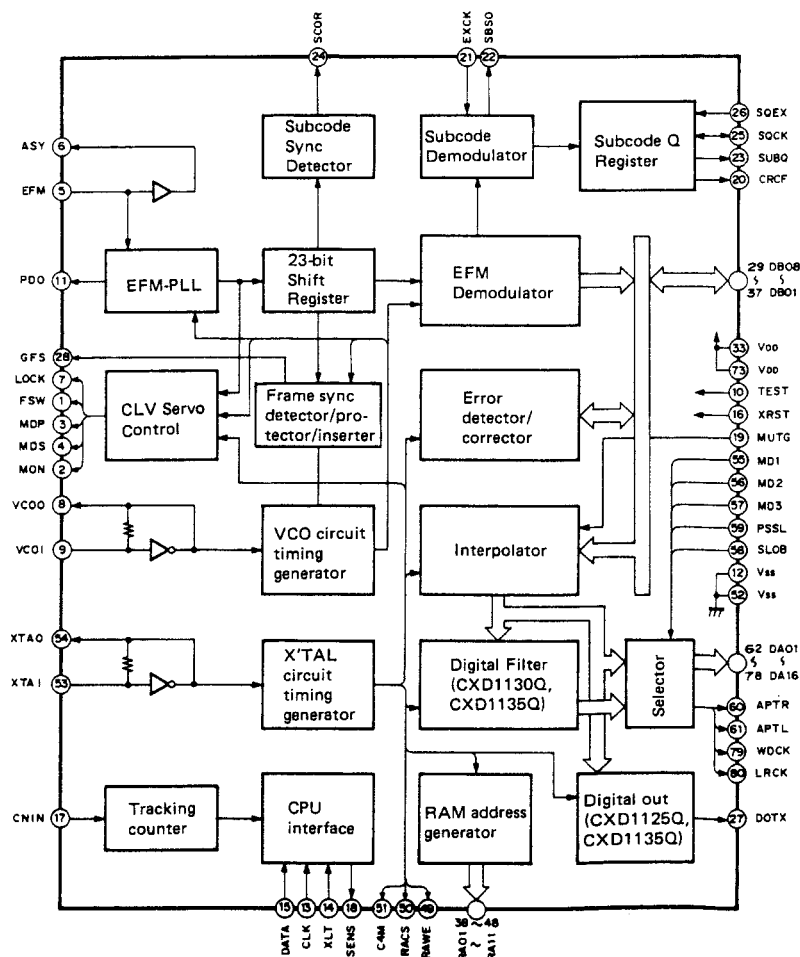 SCOR
EXCK
SBSO
24
21
22
ASY
6
EFM
5
Subcode
Sync
Detector
Subcode
Demodulator
Subcode Q
Register
26 SQEX
25 SQCK
23 SUBQ
20 CRCF
PDO
11
EFM-PLL
23-bit
Shift
Register
EFM
Demodulator
29 DB08
37 DB01
GFS
28
LOCK
7
FSW
1
MDP
3
MDS
4
MON
2
CLV Servo
Control
Frame sync
detector/pro-
tector/inserter
Error
detector/
corrector
33 VDD
73 VDD
10 TEST
16 XRST
19 MUTG
55 MD1
56 MD2
57 MD3
59 PSSL
58 SLOB
12 Vss
52 Vss
VCOO
8
VCOI
9
VCO circuit
timing
generator
Interpolator
XTAO
54
XTAI
53
X'TAL
circuit
timing
generator
Digital Filter
(CXD1130Q,
CXD1135Q)
Selector
62 DA01
78 DA16
60 APTR
61 APTL
79 WDCK
80 LRCK
CNIN
17
Tracking
counter
CPU
interface
RAM address
generator
Digital out
(CXD1125Q,
CXD1135Q)
27 DOTX
15
13
14
18
51
50
49
38 ~ 48
DATA
CLK
XLT
SENS
C4M
RACS
RAWE
RA01 ~ RA11